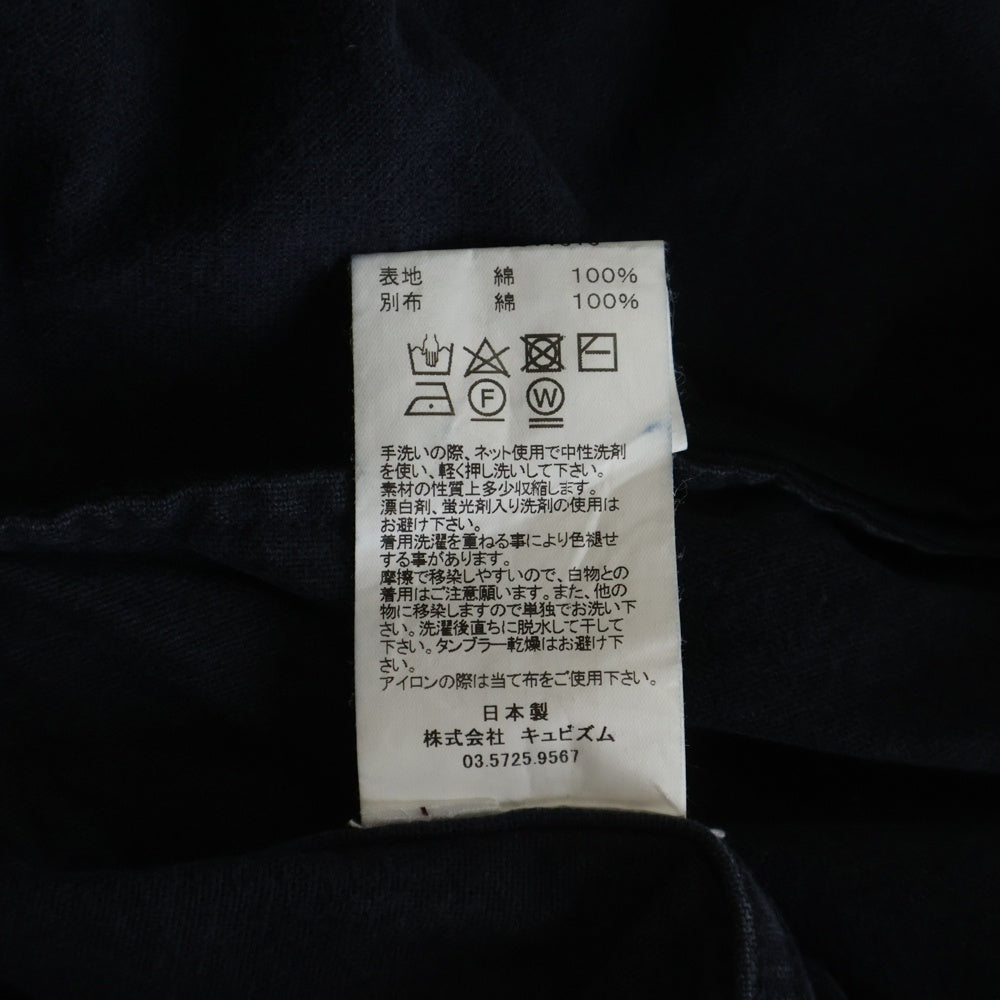 表地 綿 100%
別布 綿 100%
F W
手洗いの際、ネット使用で中性洗剤
を使い、軽く押し洗いして下さい。
素材の性質上多少収縮します。
漂白剤、蛍光剤入り洗剤の使用は
お避け下さい。
着用洗濯を重ねる事により色褪せ
する事があります。
摩擦で移染しやすいので、白物との
着用はご注意願います。また、他の
物に移染しますので単独でお洗い下
さい。洗濯後直ちに脱水して干して
下さい。タンブラー乾燥はお避け下
さい。
アイロンの際は当て布をご使用下さい。
日本製
株式会社 キュビズム
03.5725.9567